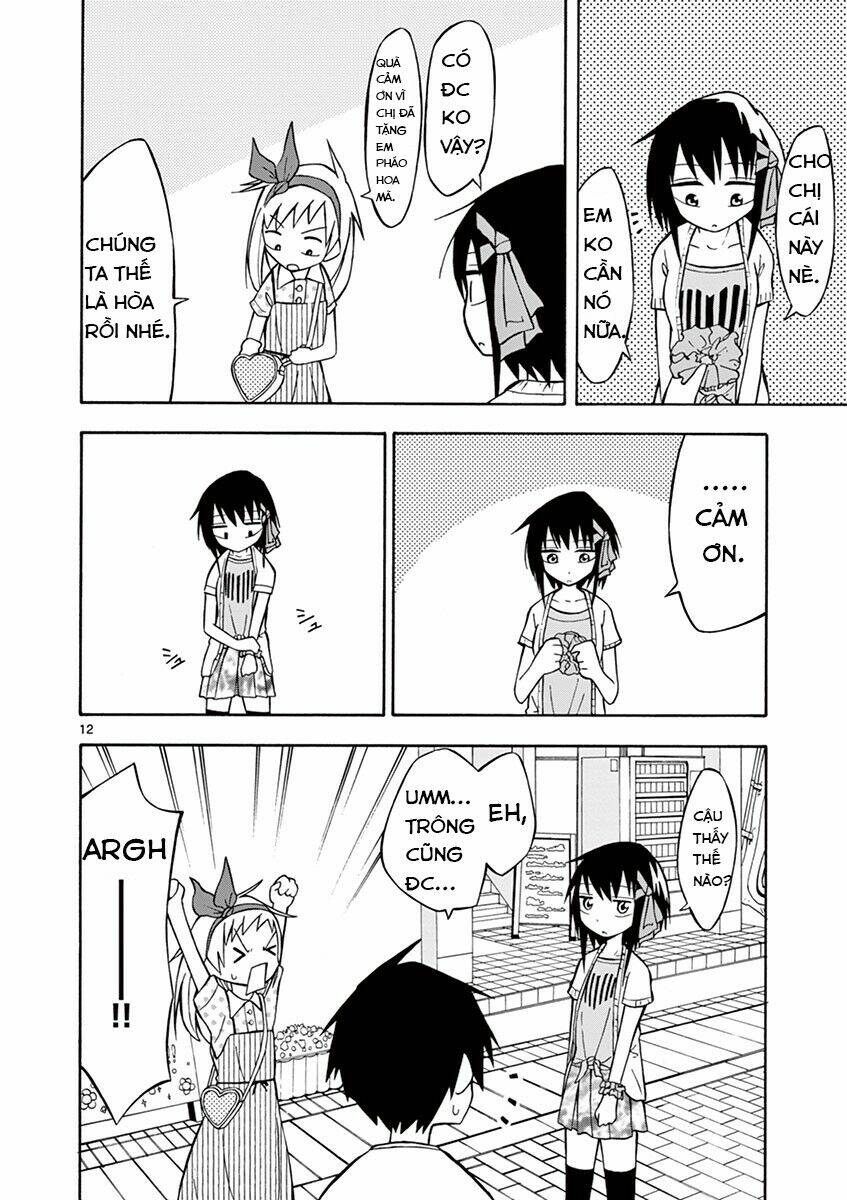 CHO
CHỊ
CÁI
NÀY
NÈ.
EM
KO CẦN
NÓ
NỮA.
CÓ
ĐC
KO
VẬY?
QUÀ
CẢM
ƠN VÌ
CHỊ ĐÃ
TẶNG
EM
PHÁO
HOA
MÀ.
CHÚNG
TA THẾ
LÀ HÒA
RỒI NHÉ.
.....
CẢM
ƠN.
12
CẬU
THẤY
THẾ
NÀO?
EH,
UMM...
TRÔNG
CŨNG
ĐC...
ARGH
—
!!